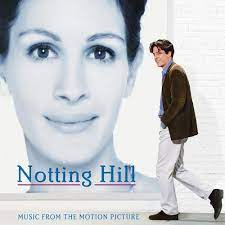 Notting Hill
MUSIC FROM THE MOTION PICTURE